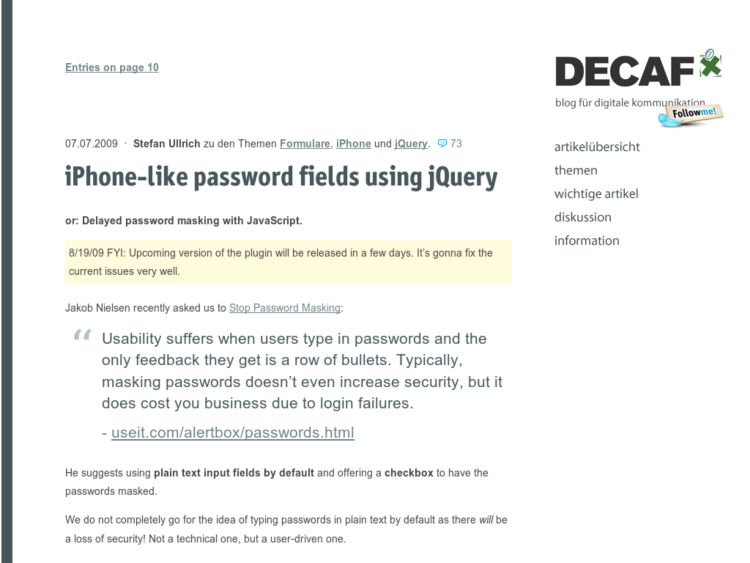 Entries on page 10
DECAF
blog für digitale kommunikation
Followme!
07.07.2009 · Stefan Ullrich zu den Themen Formulare, iPhone und jQuery. 73
iPhone-like password fields using jQuery
or: Delayed password masking with JavaScript.
8/19/09 FYI: Upcoming version of the plugin will be released in a few days. It’s gonna fix the
current issues very well.
Jakob Nielsen recently asked us to Stop Password Masking:
“ Usability suffers when users type in passwords and the
only feedback they get is a row of bullets. Typically,
masking passwords doesn’t even increase security, but it
does cost you business due to login failures.
- useit.com/alertbox/passwords.html
He suggests using plain text input fields by default and offering a checkbox to have the
passwords masked.
We do not completely go for the idea of typing passwords in plain text by default as there will be
a loss of security! Not a technical one, but a user-driven one.
artikelübersicht
themen
wichtige artikel
diskussion
information